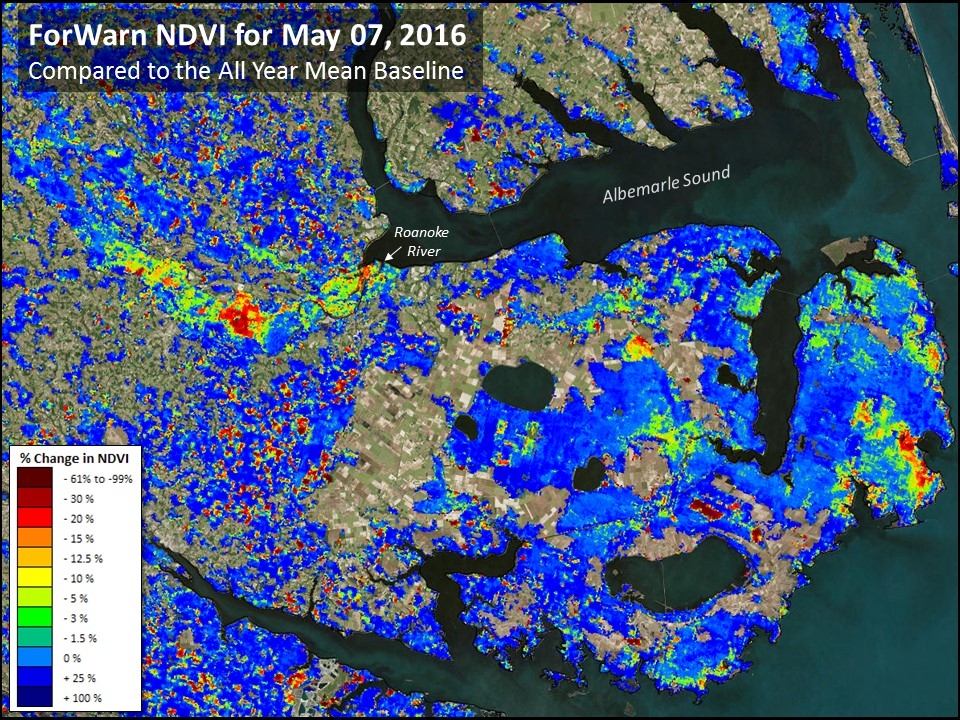 ForWarn NDVI for May 07, 2016
Compared to the All Year Mean Baseline
Albemarle Sound
Roanoke
River
% Change in NDVI
- 61% to -99%
- 30 %
- 20 %
- 15 %
- 12.5 %
- 10 %
- 5 %
- 3 %
- 1.5 %
0 %
+ 25 %
+ 100 %